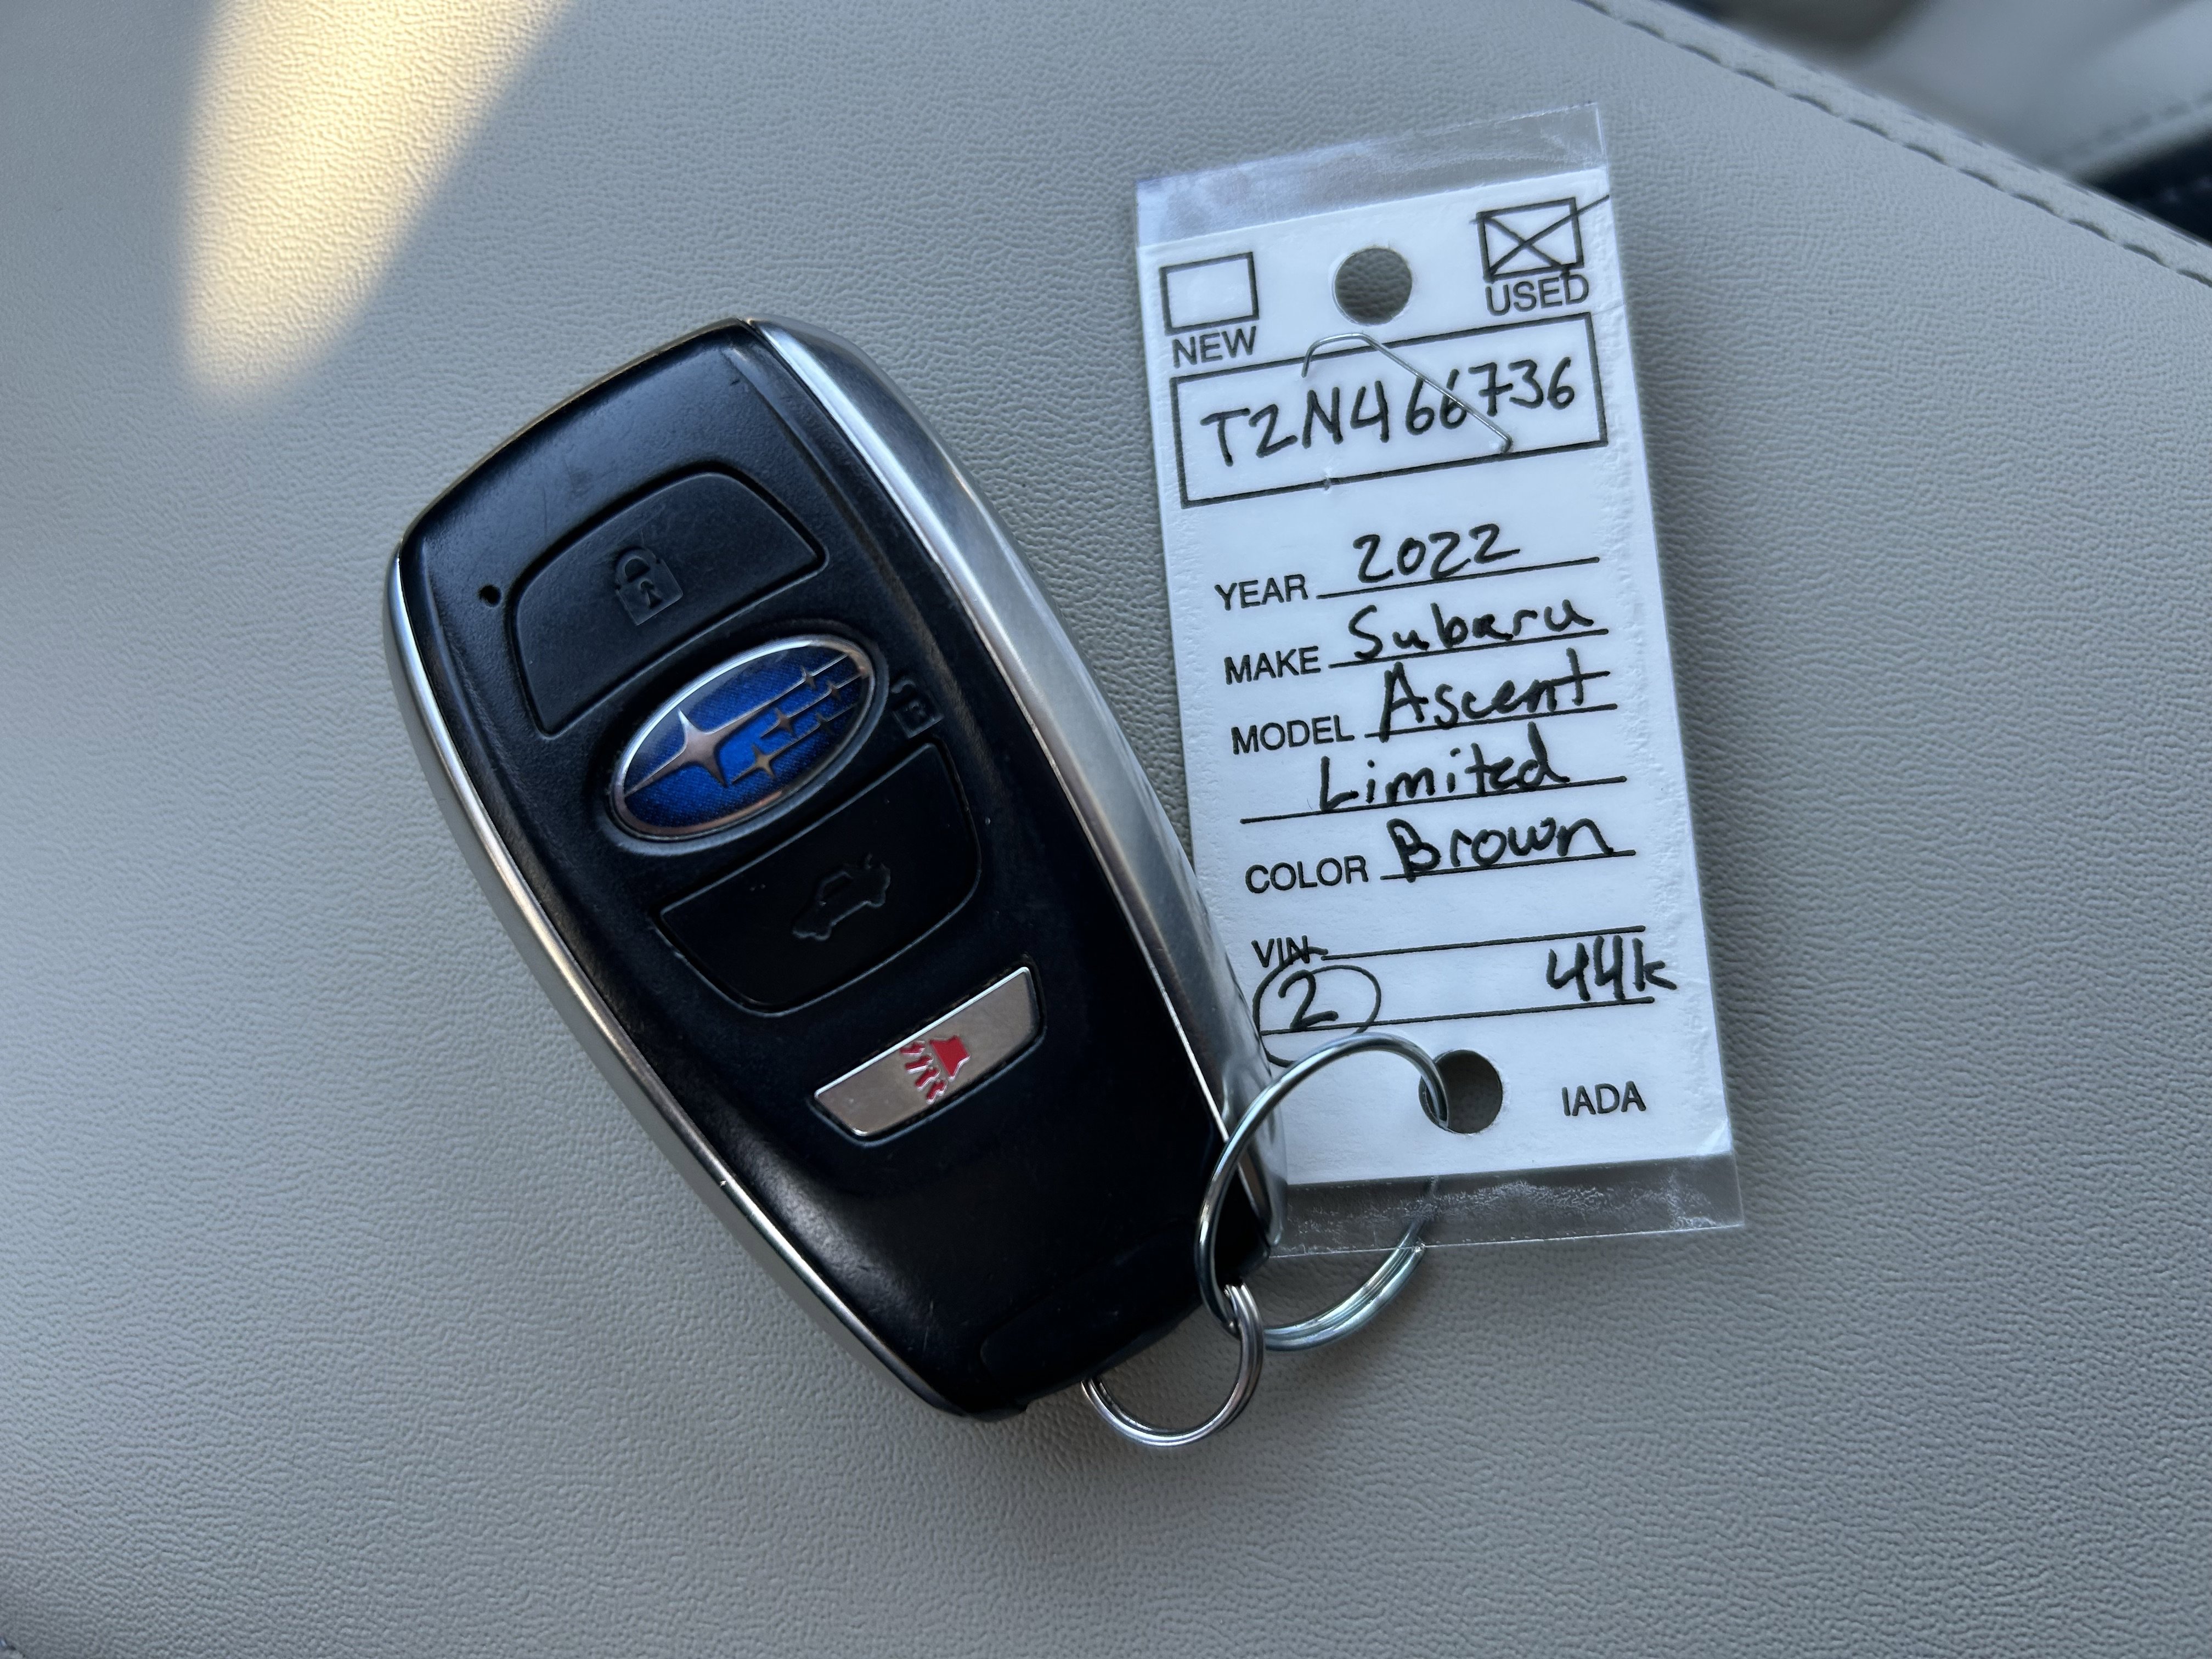 NEW USED
T2N466736
YEAR 2022
MAKE Subaru
MODEL Ascent
Limited
COLOR Brown
VIN
2 44k
IADA